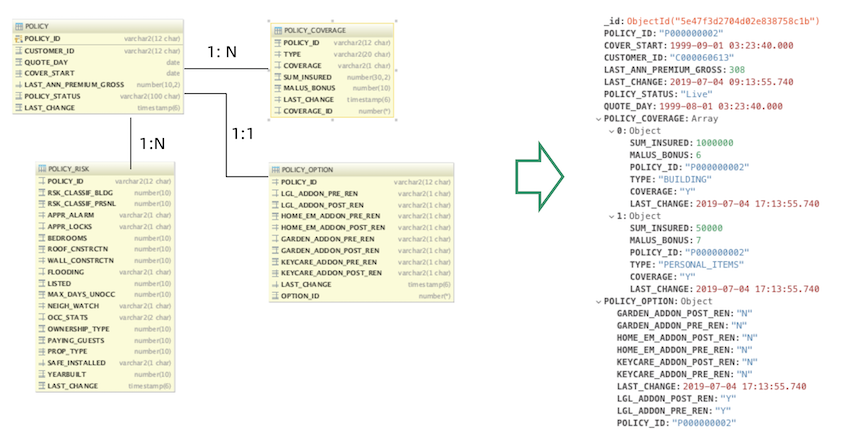 POLICY
POLICY_ID varchar2(12 char)
CUSTOMER_ID varchar2(12 char)
QUOTE_DAY date
COVER_START date
LAST_ANN_PREMIUM_GROSS number(10,2)
POLICY_STATUS varchar2(100 char)
LAST_CHANGE timestamp(6)
1: N
POLICY_COVERAGE
POLICY_ID varchar2(12 char)
TYPE varchar2(20 char)
COVERAGE varchar2(1 char)
SUM_INSURED number(10,2)
MALUS_BONUS number(10)
LAST_CHANGE timestamp(6)
COVERAGE_ID number(*)
1:N
1:1
POLICY_RISK
POLICY_ID varchar2(12 char)
RSK_CLASSIF_BLDG number(10)
RSK_CLASSIF_PRSNL number(10)
APPR_ALARM varchar2(1 char)
APPR_LOCKS varchar2(1 char)
BEDROOMS number(10)
ROOF_CNSTRCTN number(10)
WALL_CONSTRCTN number(10)
FLOODING varchar2(1 char)
LISTED number(10)
MAX_DAYS_UNOCC number(10)
NEIGH_WATCH varchar2(1 char)
OCC_STATS varchar2(2 char)
OWNERSHIP_TYPE number(10)
PAYING_GUESTS number(10)
PROP_TYPE number(10)
SAFE_INSTALLED varchar2(1 char)
YEARBUILT number(10)
LAST_CHANGE timestamp(6)
POLICY_OPTION
POLICY_ID varchar2(12 char)
LGL_ADDON_PRE_REN varchar2(1 char)
LGL_ADDON_POST_REN varchar2(1 char)
HOME_EM_ADDON_PRE_REN varchar2(1 char)
HOME_EM_ADDON_POST_REN varchar2(1 char)
GARDEN_ADDON_PRE_REN varchar2(1 char)
GARDEN_ADDON_POST_REN varchar2(1 char)
KEYCARE_ADDON_PRE_REN varchar2(1 char)
KEYCARE_ADDON_POST_REN varchar2(1 char)
LAST_CHANGE timestamp(6)
OPTION_ID number(*)
_id: ObjectId("5e47f3d2704d02e838758c1b")
POLICY_ID: "P000000002"
COVER_START: 1999-09-01 03:23:40.000
CUSTOMER_ID: "C000060613"
LAST_ANN_PREMIUM_GROSS: 308
LAST_CHANGE: 2019-07-04 09:13:55.740
POLICY_STATUS: "Live"
QUOTE_DAY: 1999-08-01 03:23:40.000
POLICY_COVERAGE: Array
0: Object
SUM_INSURED: 1000000
MALUS_BONUS: 6
POLICY_ID: "P000000002"
TYPE: "BUILDING"
COVERAGE: "Y"
LAST_CHANGE: 2019-07-04 17:13:55.740
1: Object
SUM_INSURED: 50000
MALUS_BONUS: 7
POLICY_ID: "P000000002"
TYPE: "PERSONAL_ITEMS"
COVERAGE: "Y"
LAST_CHANGE: 2019-07-04 17:13:55.740
POLICY_OPTION: Object
GARDEN_ADDON_POST_REN: "N"
GARDEN_ADDON_PRE_REN: "N"
HOME_EM_ADDON_POST_REN: "N"
HOME_EM_ADDON_PRE_REN: "N"
KEYCARE_ADDON_POST_REN: "N"
KEYCARE_ADDON_PRE_REN: "N"
LAST_CHANGE: 2019-07-04 17:13:55.740
LGL_ADDON_POST_REN: "Y"
LGL_ADDON_PRE_REN: "Y"
POLICY_ID: "P000000002"